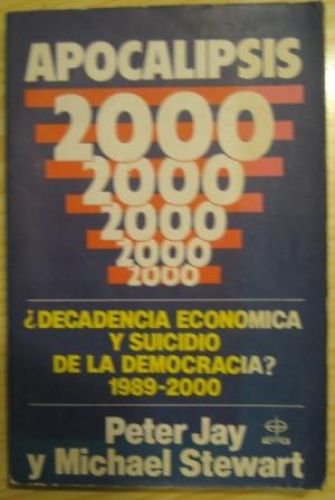 APOCALIPSIS
2000
2000
2000
2000
2000
¿DECADENCIA ECONOMICA
Y SUICIDIO
DE LA DEMOCRACIA?
1989-2000
Peter Jay
y Michael Stewart